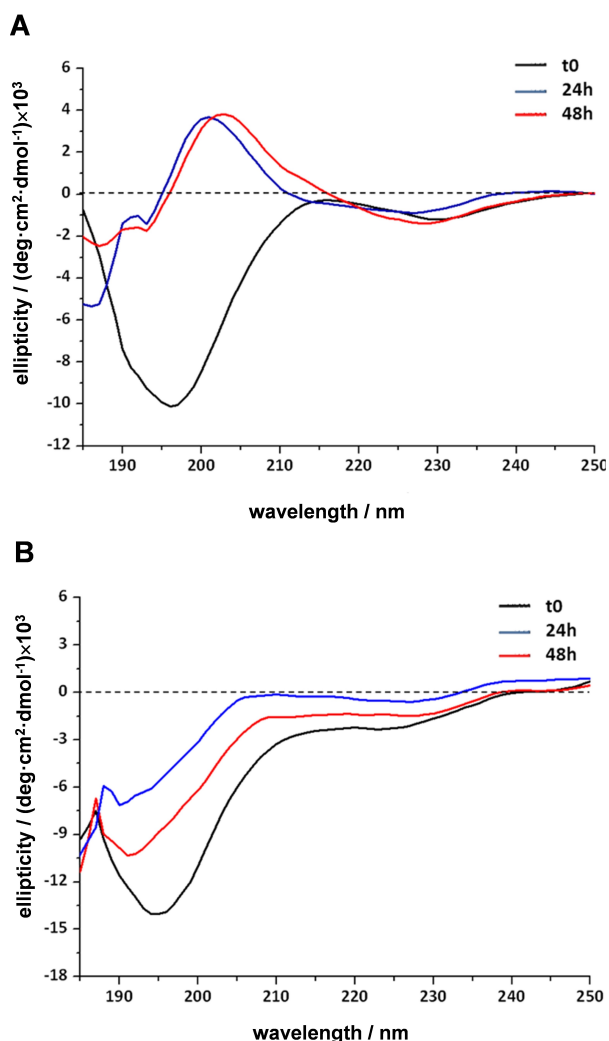 A
6
4
2
0
-2
-4
-6
-8
-10
-12
ellipticity / (deg·cm²·dmol⁻¹)×10³
t0
24h
48h
190 200 210 220 230 240 250
wavelength / nm
B
6
3
0
-3
-6
-9
-12
-15
-18
ellipticity / (deg·cm²·dmol⁻¹)×10³
t0
24h
48h
190 200 210 220 230 240 250
wavelength / nm